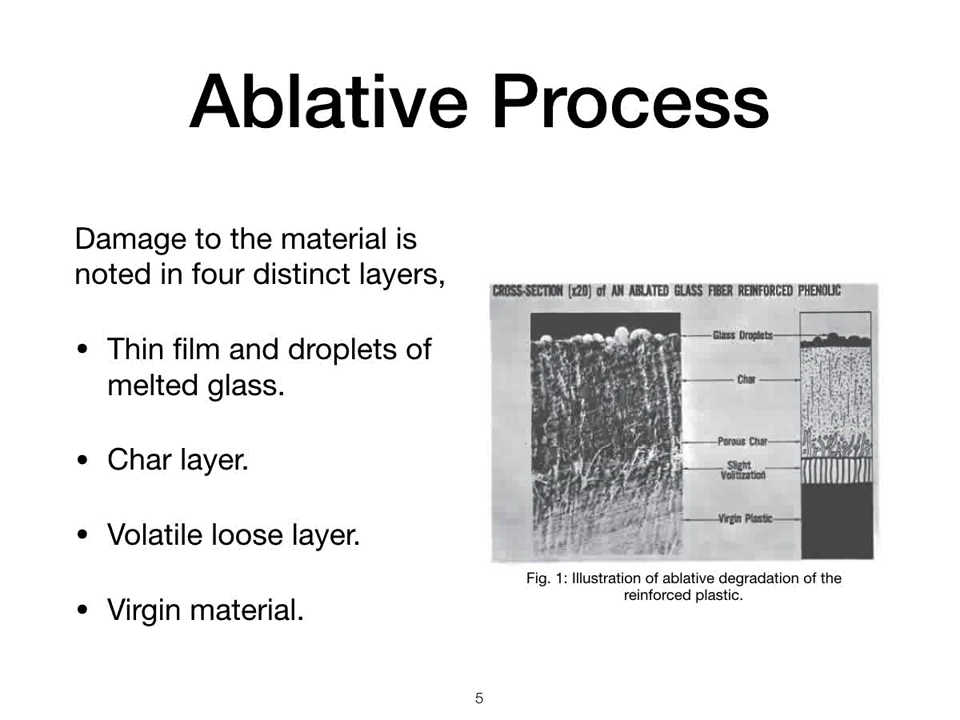 Ablative Process
Damage to the material is
noted in four distinct layers,
• Thin film and droplets of
melted glass.
• Char layer.
• Volatile loose layer.
• Virgin material.
CROSS-SECTION (x20) of AN ABLATED GLASS FIBER REINFORCED PHENOLIC
Glass Droplets
Char
Porous Char
Slight
Volitization
Virgin Plastic
Fig. 1: Illustration of ablative degradation of the
reinforced plastic.
5